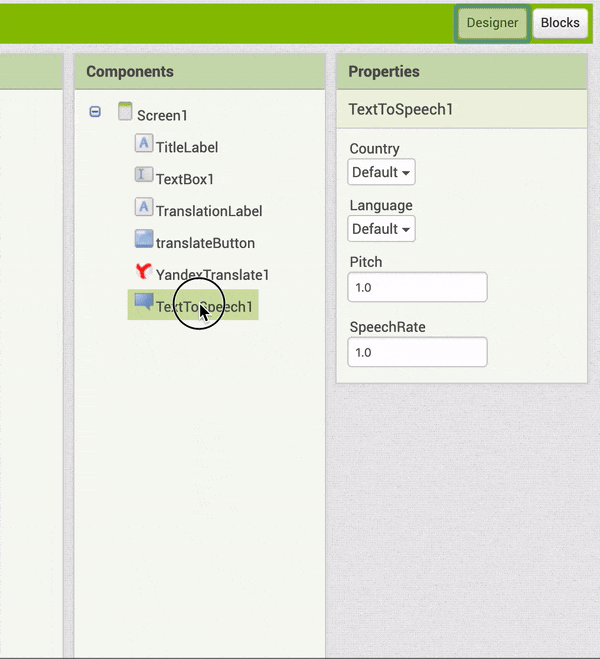 Designer
Blocks
Components
Screen1
TitleLabel
TextBox1
TranslationLabel
translateButton
YandexTranslate1
TextToSpeech1
Properties
TextToSpeech1
Country
Default
Language
Default
Pitch
1.0
SpeechRate
1.0